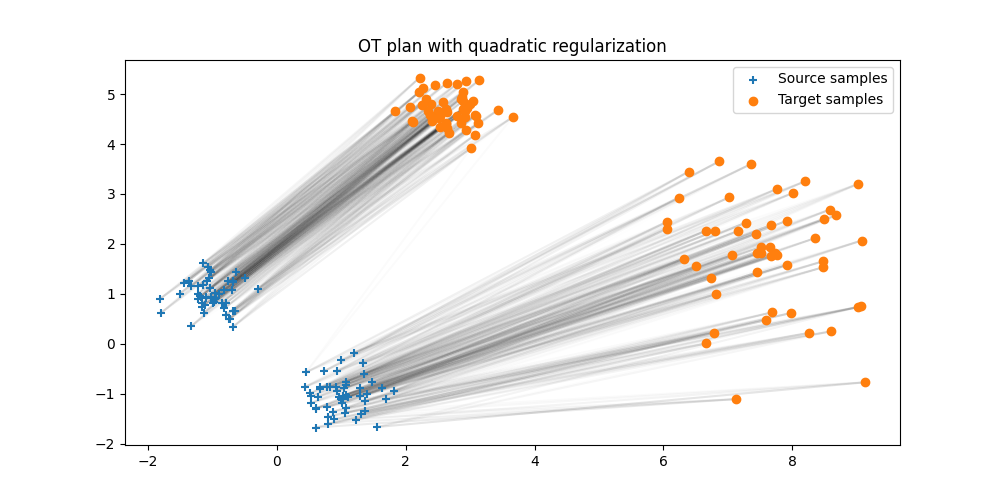 OT plan with quadratic regularization
Source samples
Target samples
5
4
3
2
1
0
−1
−2
−2 0 2 4 6 8